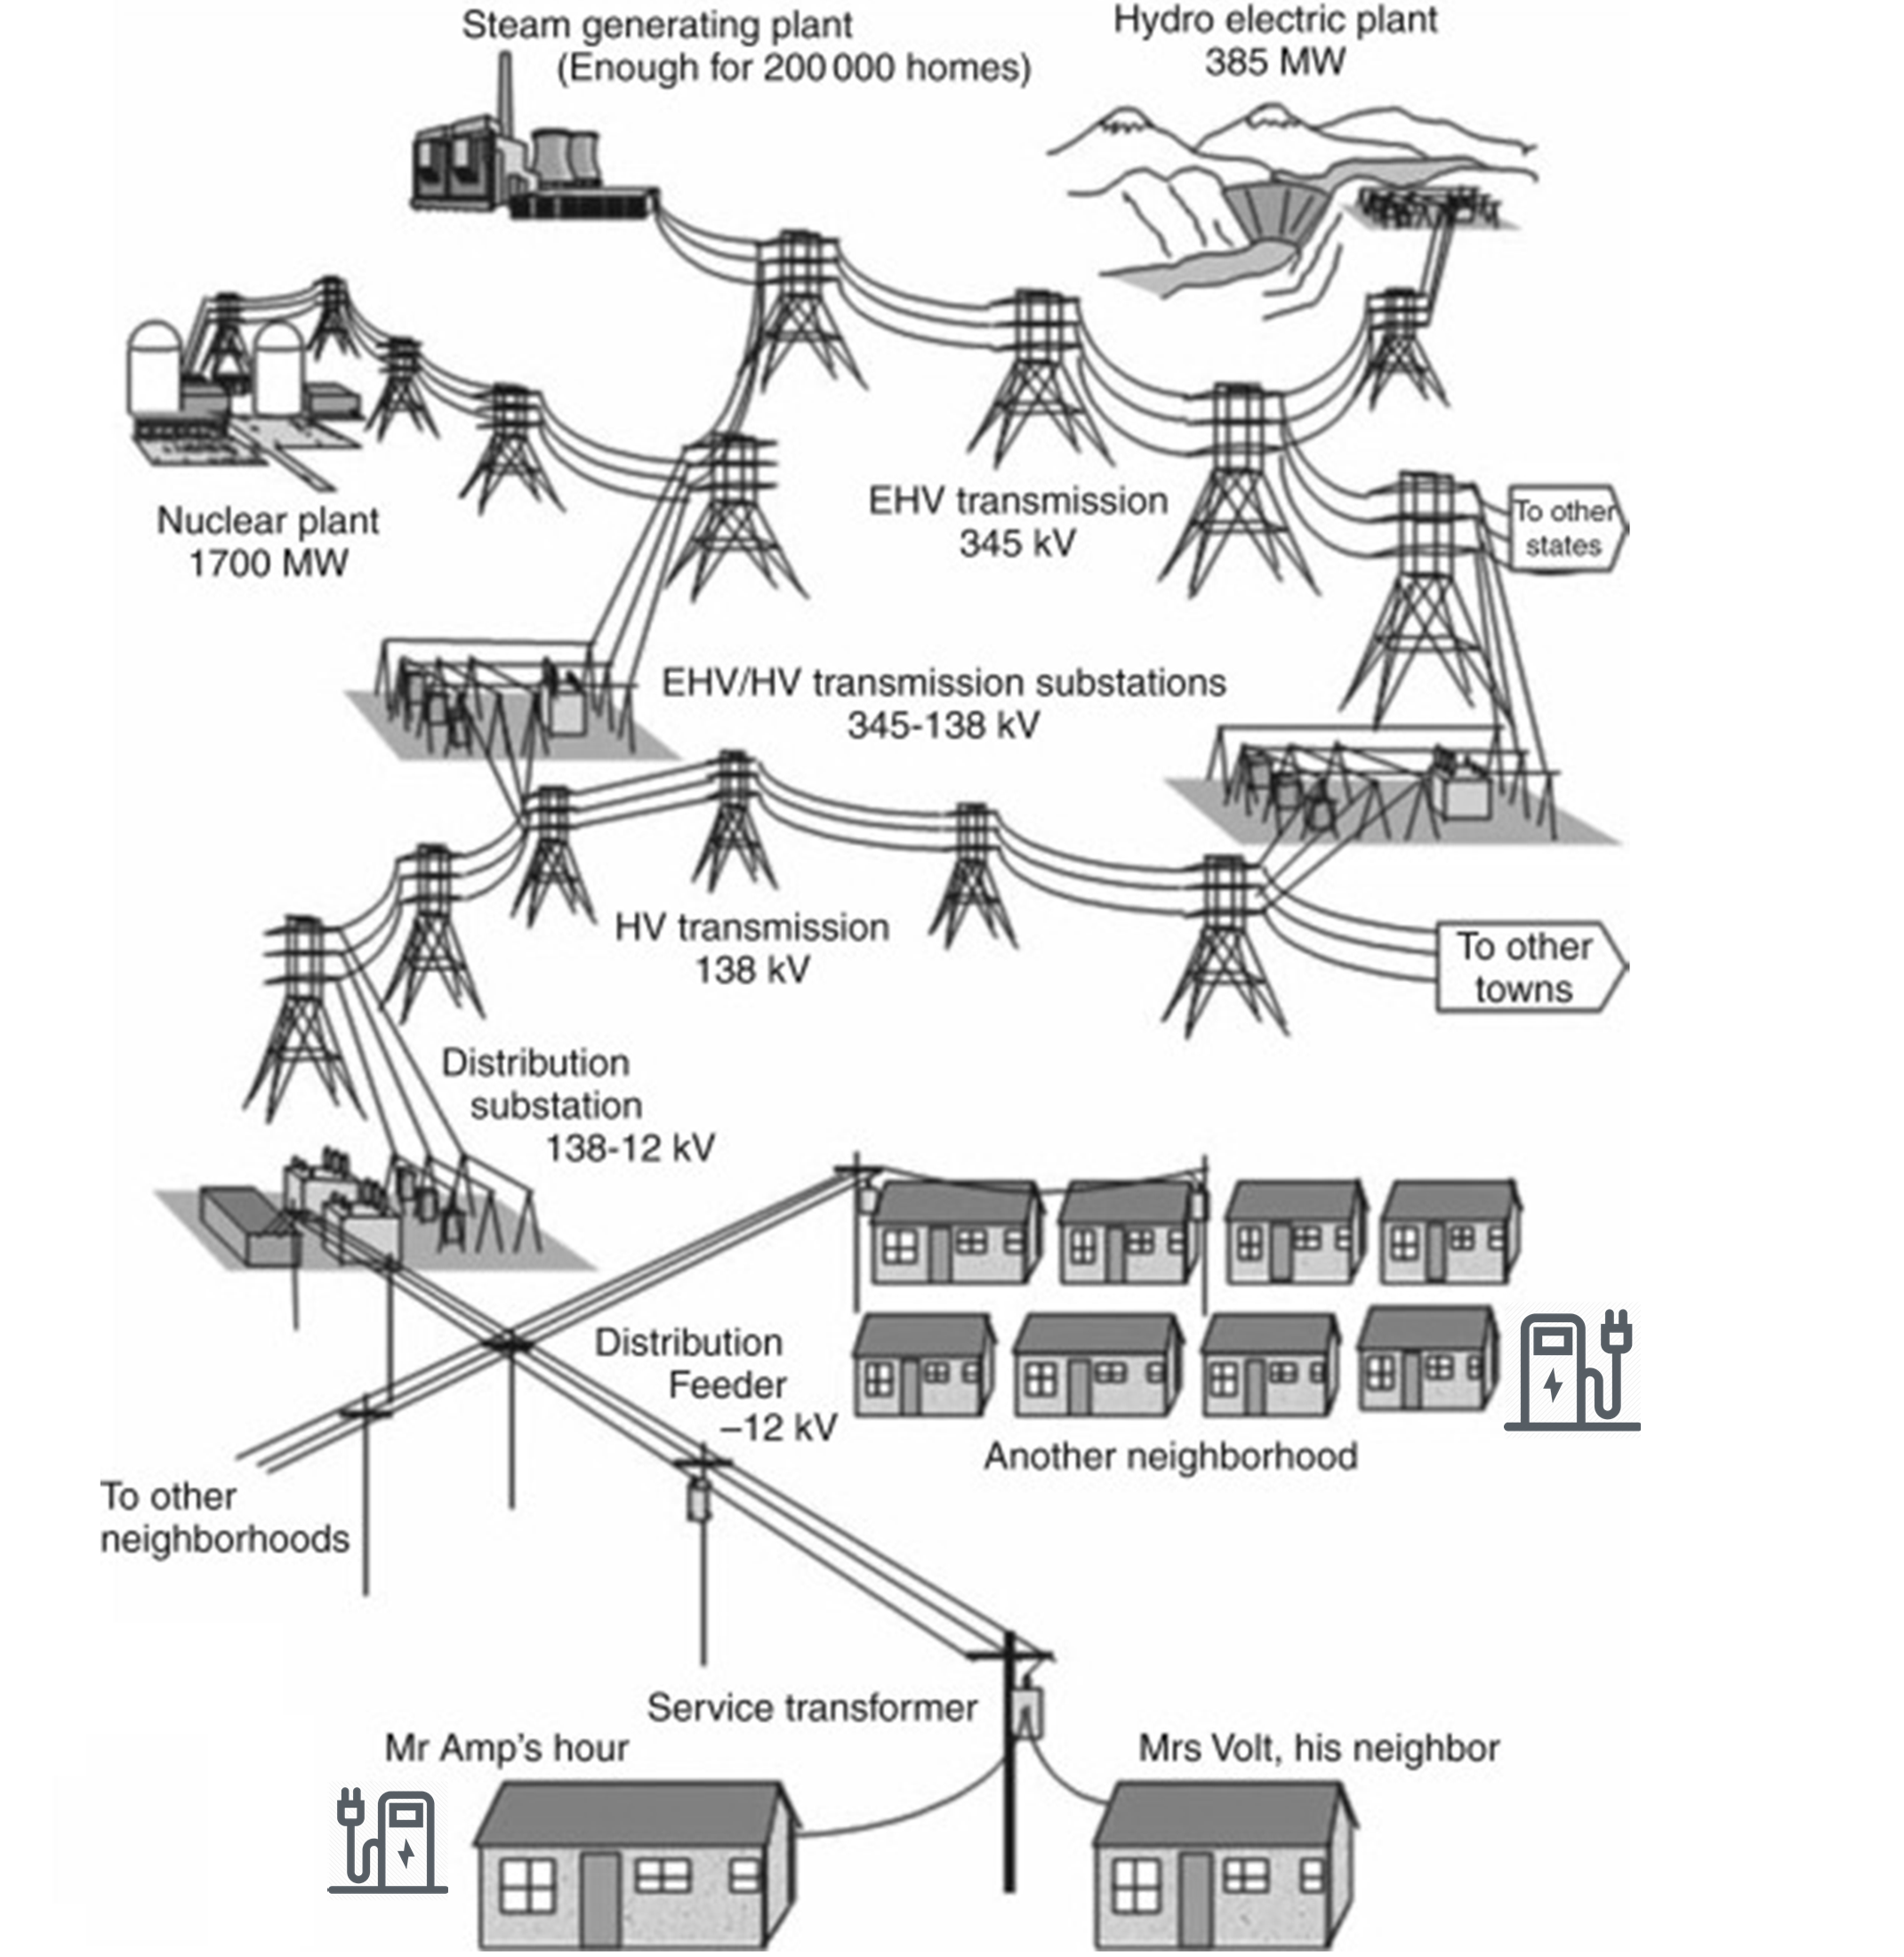 Steam generating plant
(Enough for 200 000 homes)
Hydro electric plant
385 MW
Nuclear plant
1700 MW
EHV transmission
345 kV
To other
states
EHV/HV transmission substations
345-138 kV
HV transmission
138 kV
To other
towns
Distribution
substation
138-12 kV
Distribution
Feeder
–12 kV
Another neighborhood
To other
neighborhoods
Service transformer
Mr Amp's hour
Mrs Volt, his neighbor